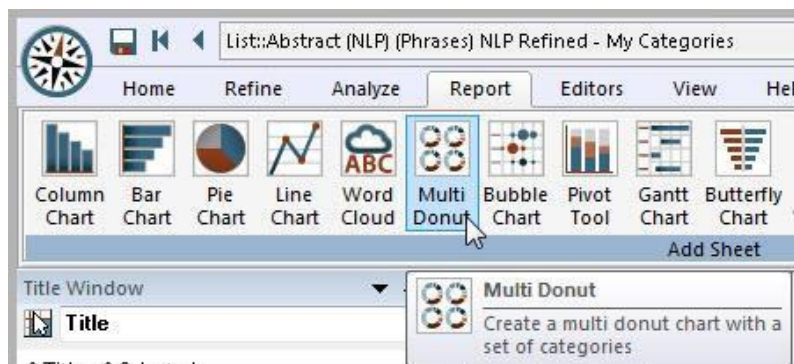 List::Abstract (NLP) (Phrases) NLP Refined - My Categories
Home Refine Analyze Report Editors View
Column Chart
Bar Chart
Pie Chart
Line Chart
ABC
Word Cloud
Multi Donut
Bubble Chart
Pivot Tool
Gantt Chart
Butterfly Chart
Add Sheet
Title Window
Title
Multi Donut
Create a multi donut chart with a
set of categories